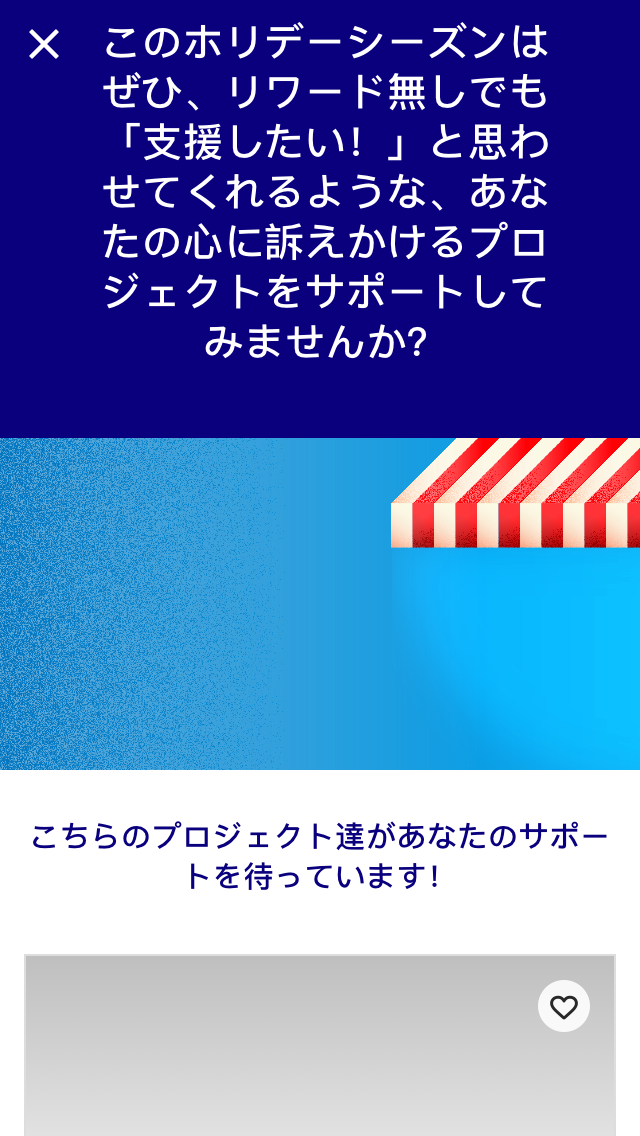 このホリデーシーズンは
ぜひ、リワード無しでも
「支援したい！」と思わ
せてくれるような、あな
たの心に訴えかけるプロ
ジェクトをサポートして
みませんか?
こちらのプロジェクト達があなたのサポー
トを待っています！